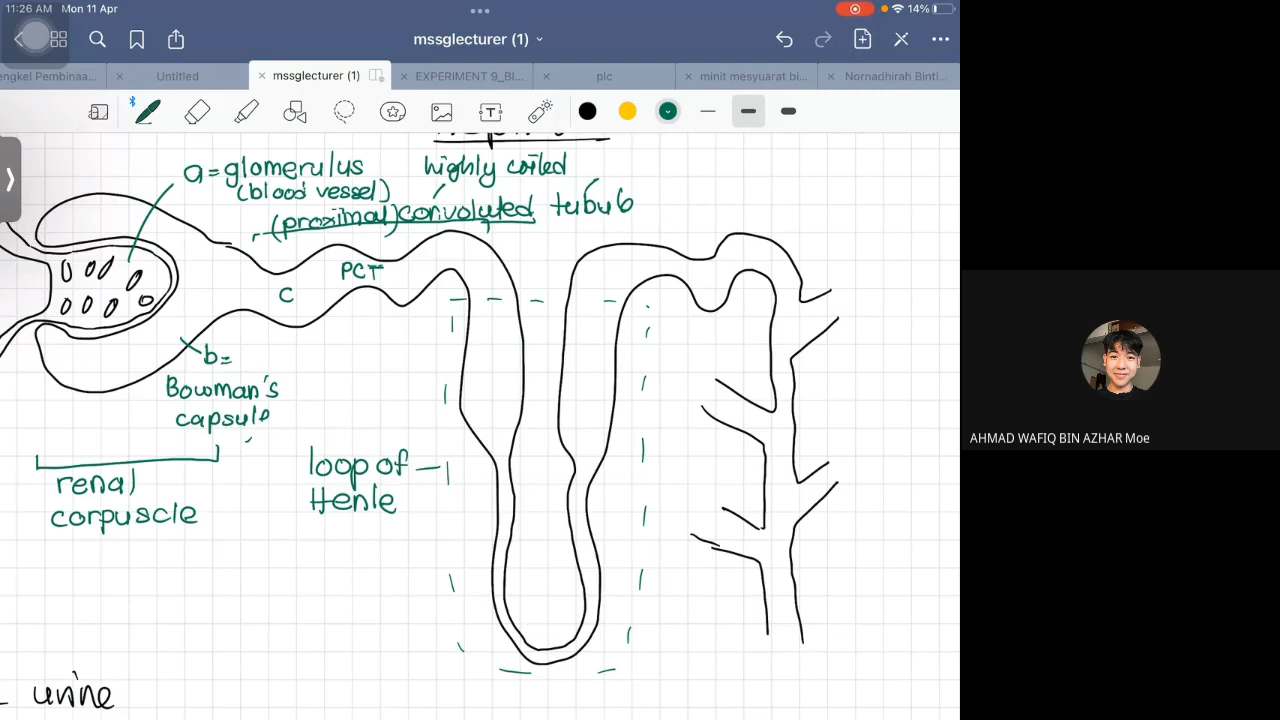 11:26 AM Mon 11 Apr
14%
mssglecturer (1)
engkel Pembinaa...
Untitled
mssglecturer (1)
EXPERIMENT 9_BI...
plc
minit mesyuarat bi...
Nornadhirah Binti...
a = glomerulus
(blood vessel)
highly coiled
(proximal) convoluted tubule
PCT
c
b =
Bowman's
capsule
renal
corpuscle
loop of
Henle
urine
AHMAD WAFIQ BIN AZHAR Moe